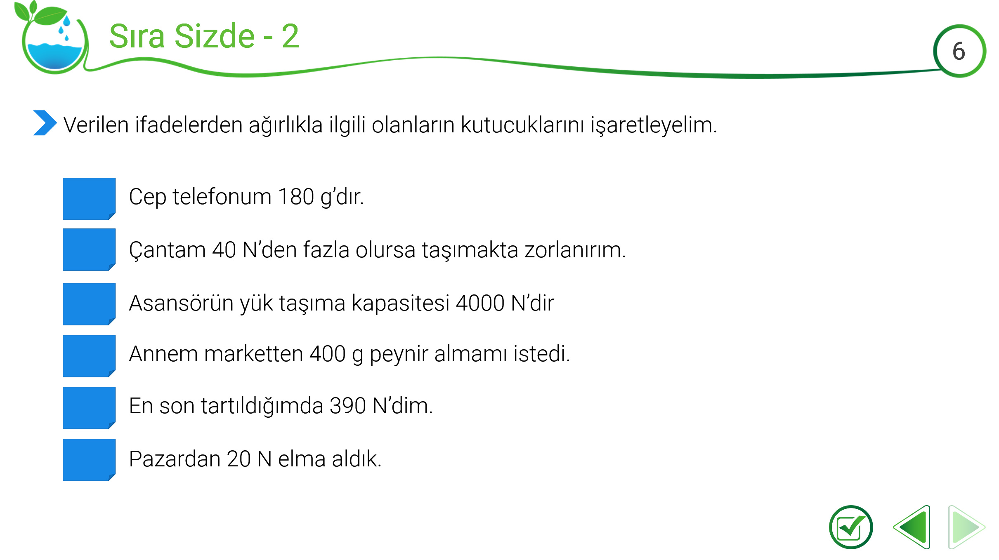 Sıra Sizde - 2
6
Verilen ifadelerden ağırlıkla ilgili olanların kutucuklarını işaretleyelim.
Cep telefonum 180 g’dır.
Çantam 40 N’den fazla olursa taşımakta zorlanırım.
Asansörün yük taşıma kapasitesi 4000 N’dir
Annem marketten 400 g peynir almamı istedi.
En son tartıldığımda 390 N’dim.
Pazardan 20 N elma aldık.